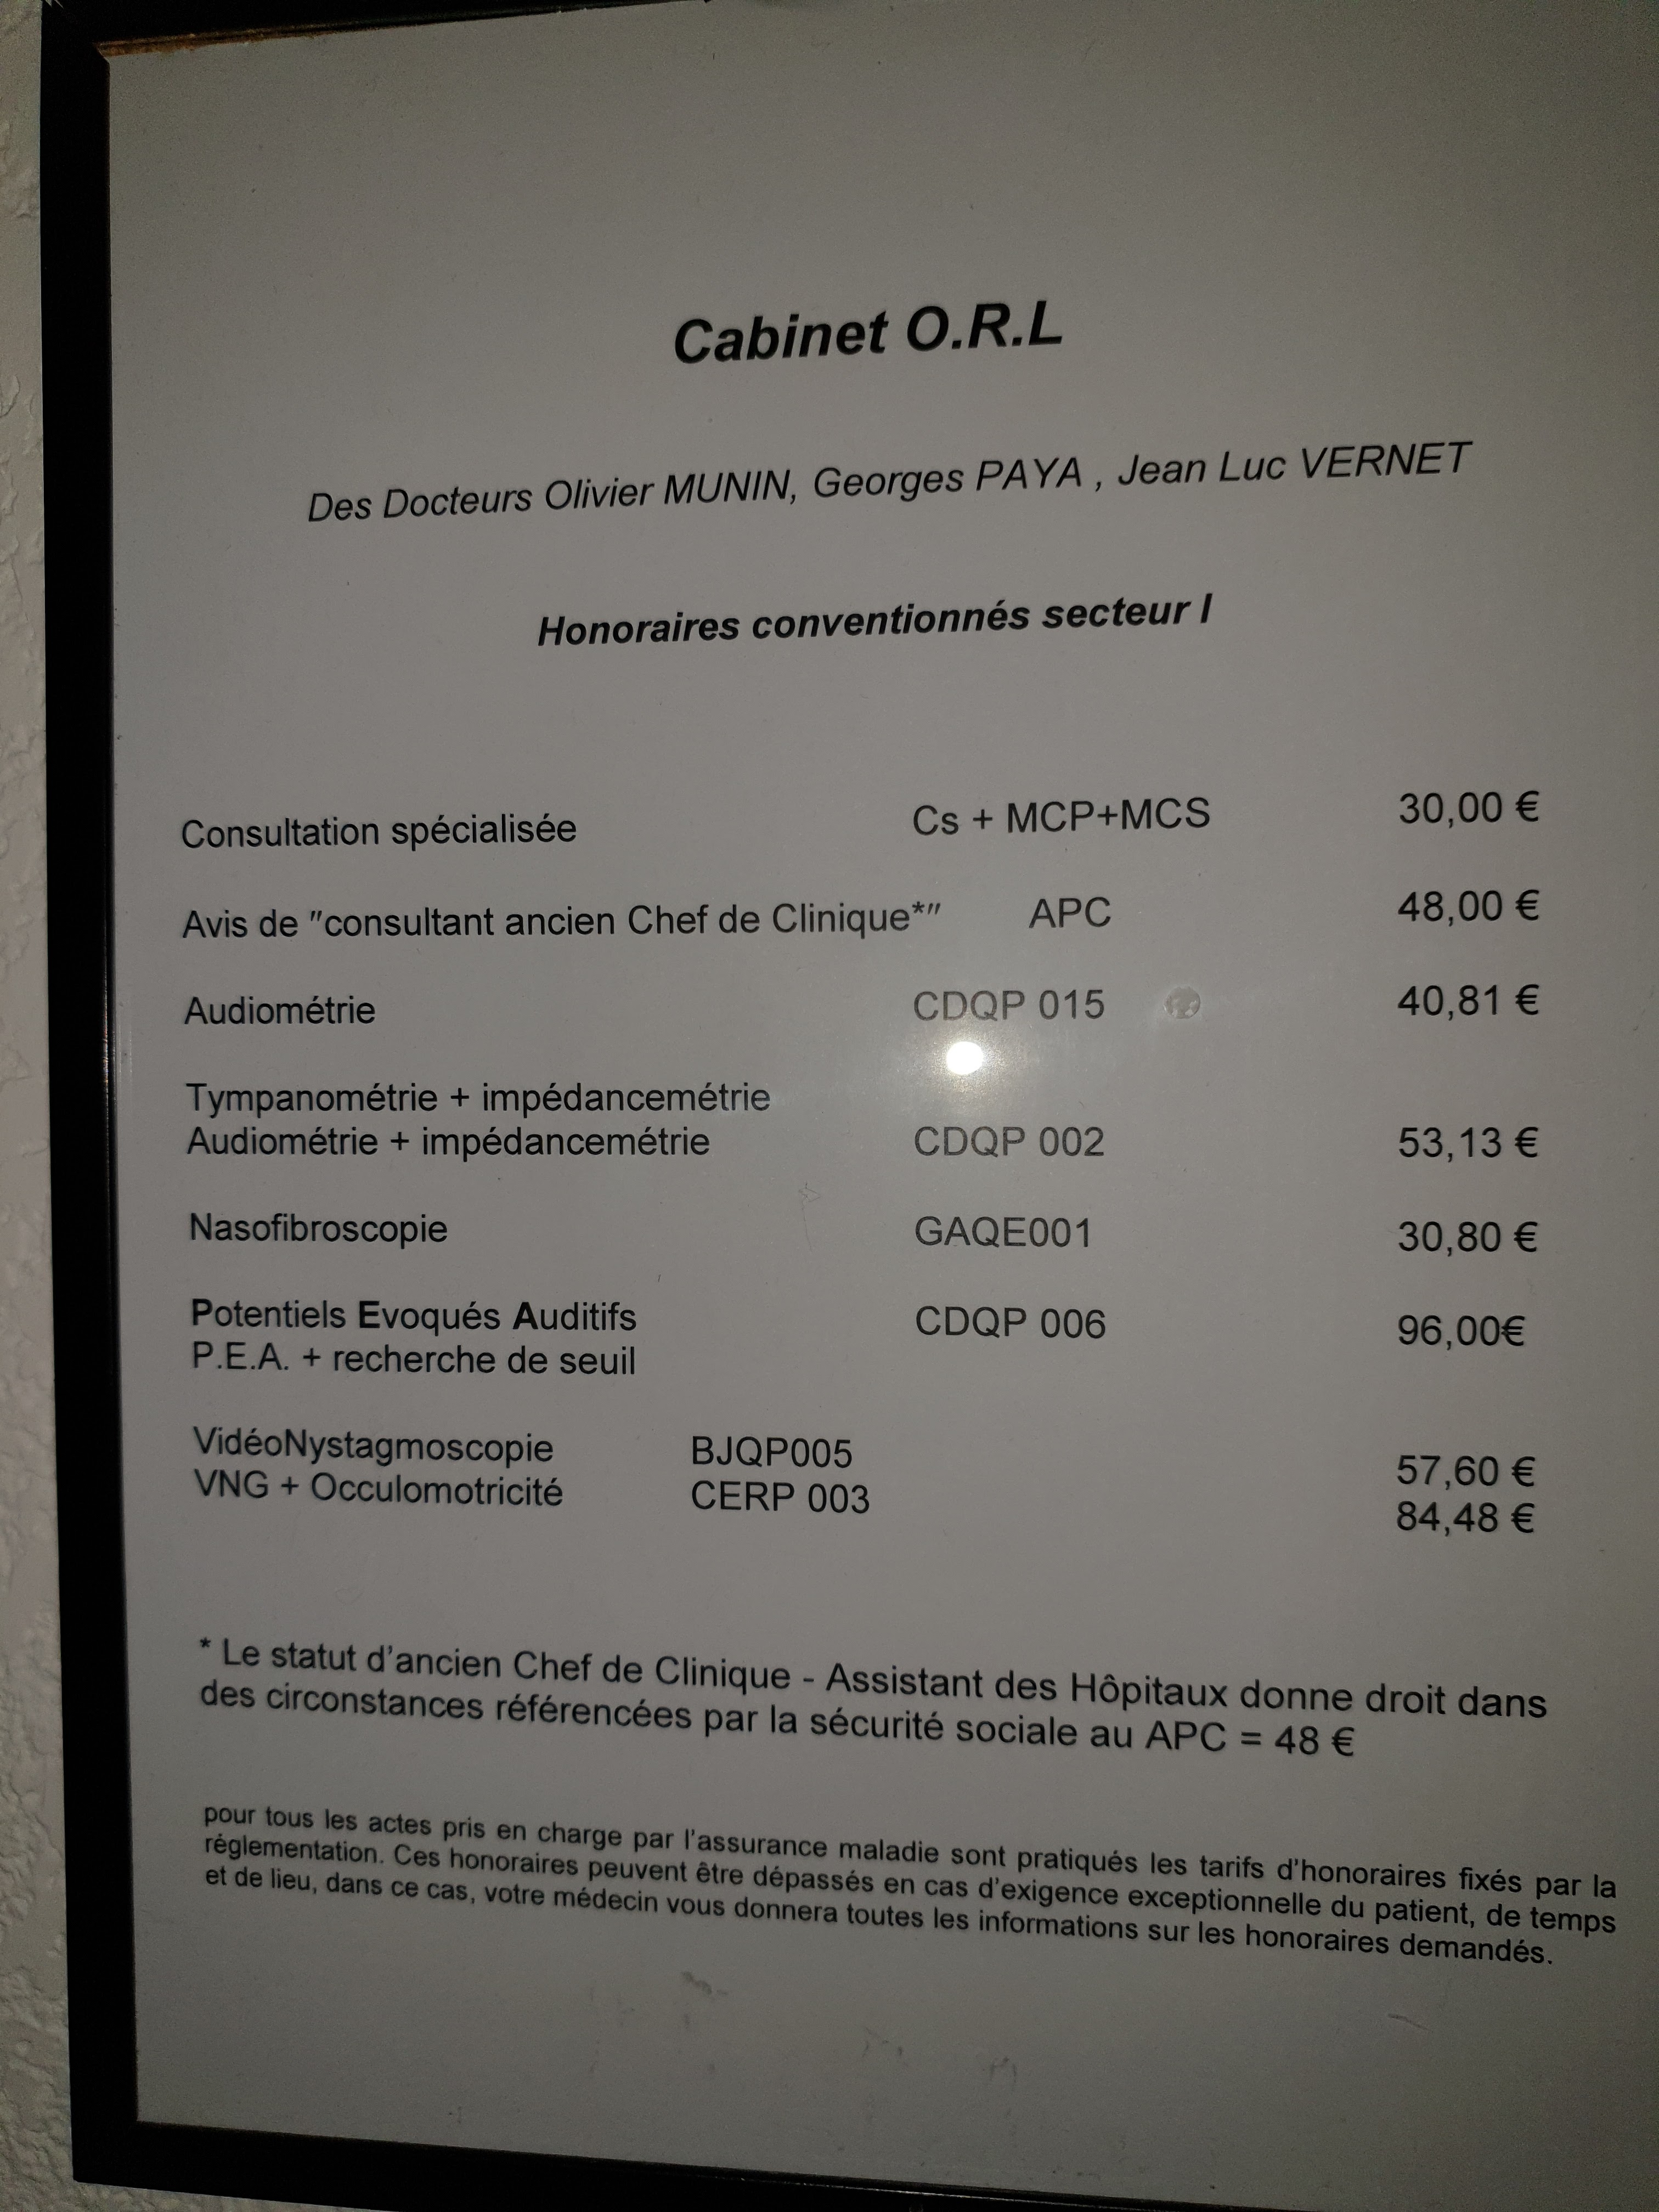 Cabinet O.R.L
Des Docteurs Olivier MUNIN, Georges PAYA , Jean Luc VERNET
Honoraires conventionnés secteur I
Consultation spécialisée Cs + MCP+MCS 30,00 €
Avis de "consultant ancien Chef de Clinique*" APC 48,00 €
Audiométrie CDQP 015 40,81 €
Tympanométrie + impédancemétrie
Audiométrie + impédancemétrie CDQP 002 53,13 €
Nasofibroscopie GAQE001 30,80 €
Potentiels Evoqués Auditifs CDQP 006 96,00€
P.E.A. + recherche de seuil
VidéoNystagmoscopie BJQP005 57,60 €
VNG + Occulomotricité CERP 003 84,48 €
* Le statut d'ancien Chef de Clinique - Assistant des Hôpitaux donne droit dans
des circonstances référencées par la sécurité sociale au APC = 48 €
pour tous les actes pris en charge par l'assurance maladie sont pratiqués les tarifs d'honoraires fixés par la
réglementation. Ces honoraires peuvent être dépassés en cas d'exigence exceptionnelle du patient, de temps
et de lieu, dans ce cas, votre médecin vous donnera toutes les informations sur les honoraires demandés.